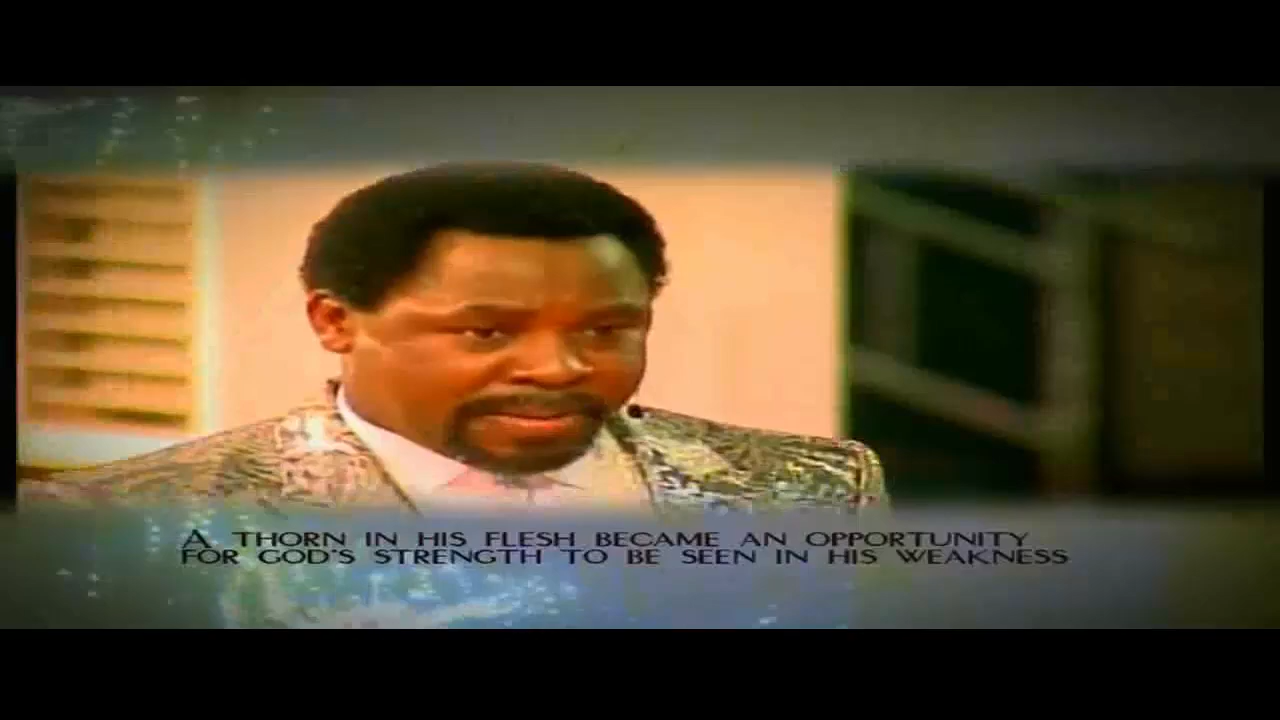 A THORN IN HIS FLESH BECAME AN OPPORTUNITY
FOR GOD'S STRENGTH TO BE SEEN IN HIS WEAKNESS